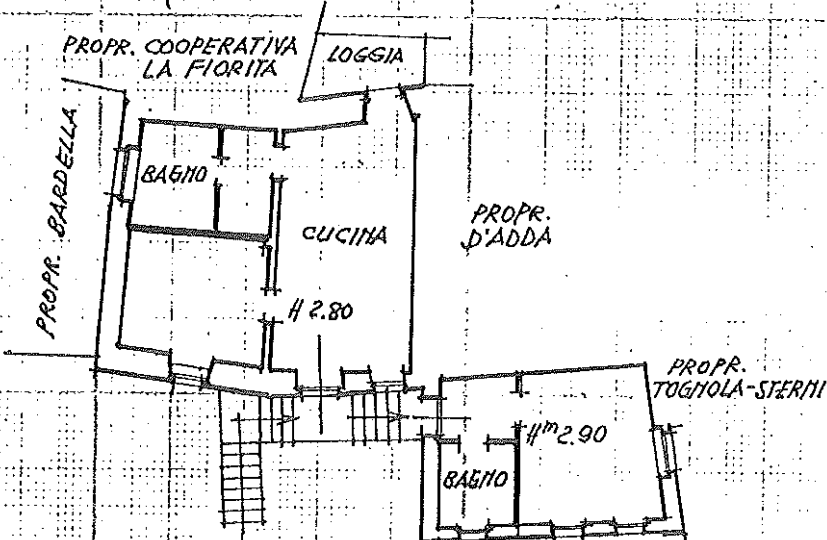 PROPR. COOPERATIVA
LA FIORITA
LOGGIA
PROPR. BARDELLA
BAGNO
CUCINA
PROPR.
D'ADDA
H 2.80
PROPR.
TOGNOLA-STERMI
Hm 2.90
BAGNO